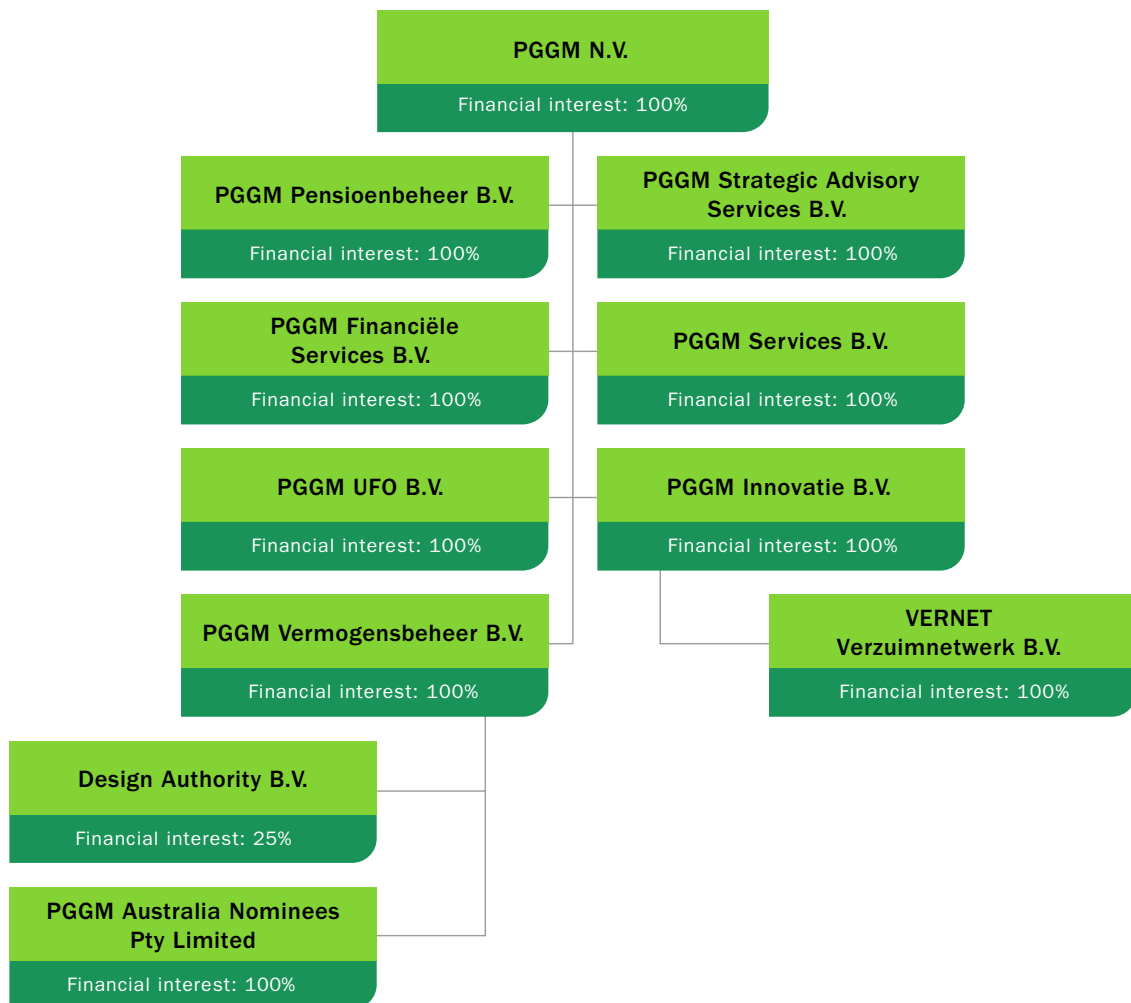 PGGM N.V.
Financial interest: 100%
PGGM Pensioenbeheer B.V.
Financial interest: 100%
PGGM Strategic Advisory
Services B.V.
Financial interest: 100%
PGGM Financiële
Services B.V.
Financial interest: 100%
PGGM Services B.V.
Financial interest: 100%
PGGM UFO B.V.
Financial interest: 100%
PGGM Innovatie B.V.
Financial interest: 100%
PGGM Vermogensbeheer B.V.
Financial interest: 100%
VERNET
Verzuimnetwerk B.V.
Financial interest: 100%
Design Authority B.V.
Financial interest: 25%
PGGM Australia Nominees
Pty Limited
Financial interest: 100%